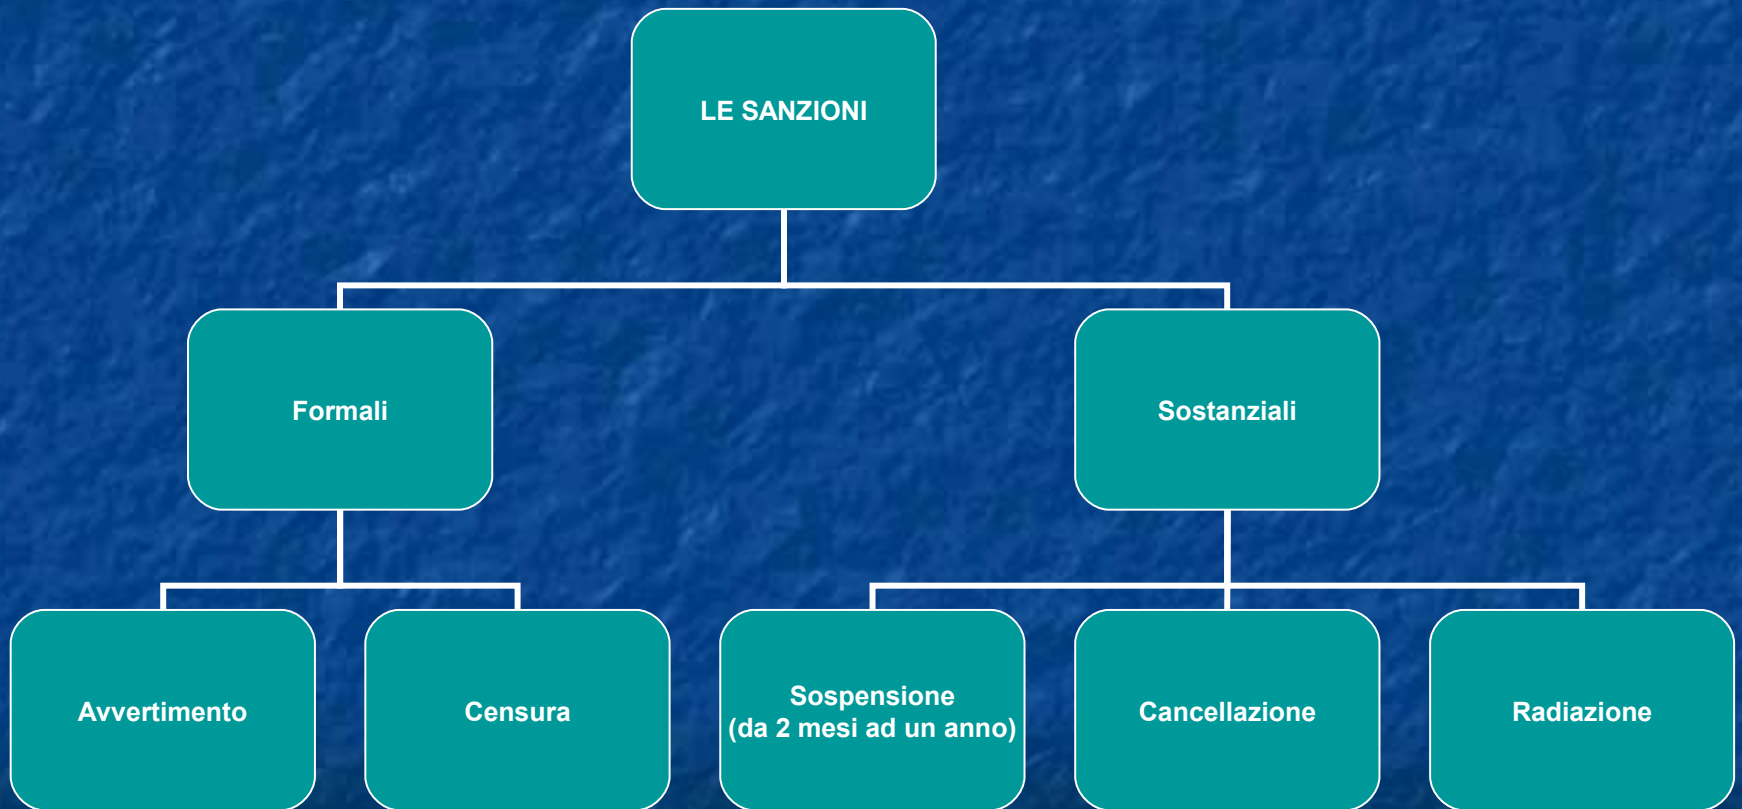 LE SANZIONI
Formali
Sostanziali
Avvertimento
Censura
Sospensione
(da 2 mesi ad un anno)
Cancellazione
Radiazione